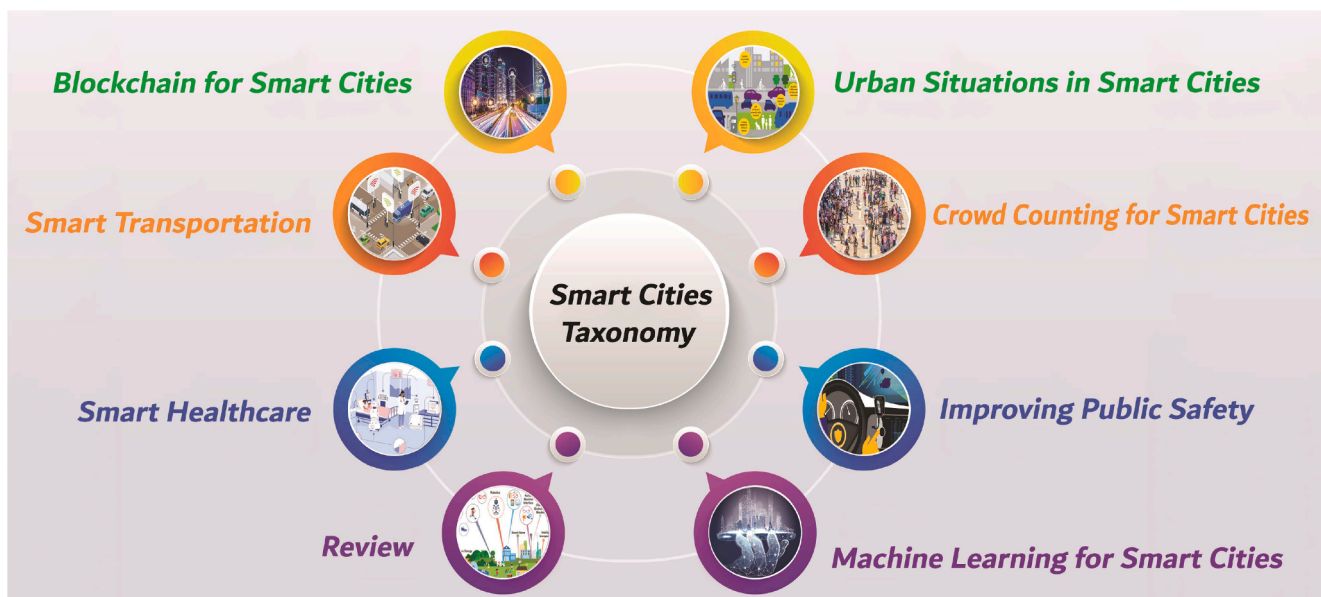 Blockchain for Smart Cities
Urban Situations in Smart Cities
Smart Transportation
Crowd Counting for Smart Cities
Smart Cities
Taxonomy
Smart Healthcare
Improving Public Safety
Review
Machine Learning for Smart Cities